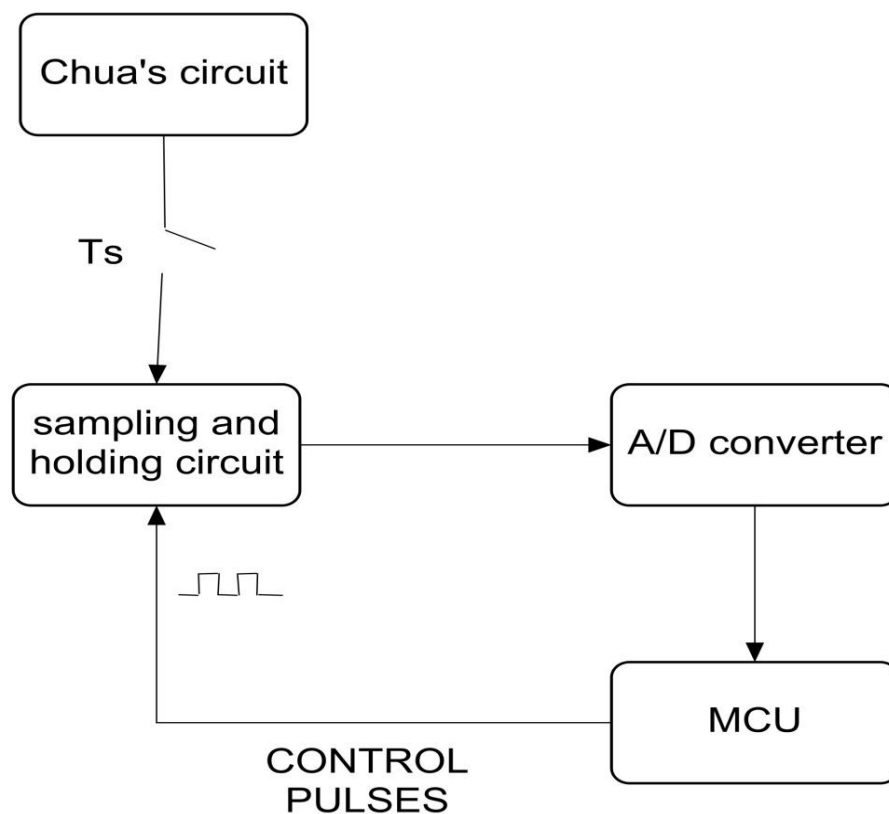 Chua's circuit
Ts
sampling and
holding circuit
A/D converter
MCU
CONTROL
PULSES